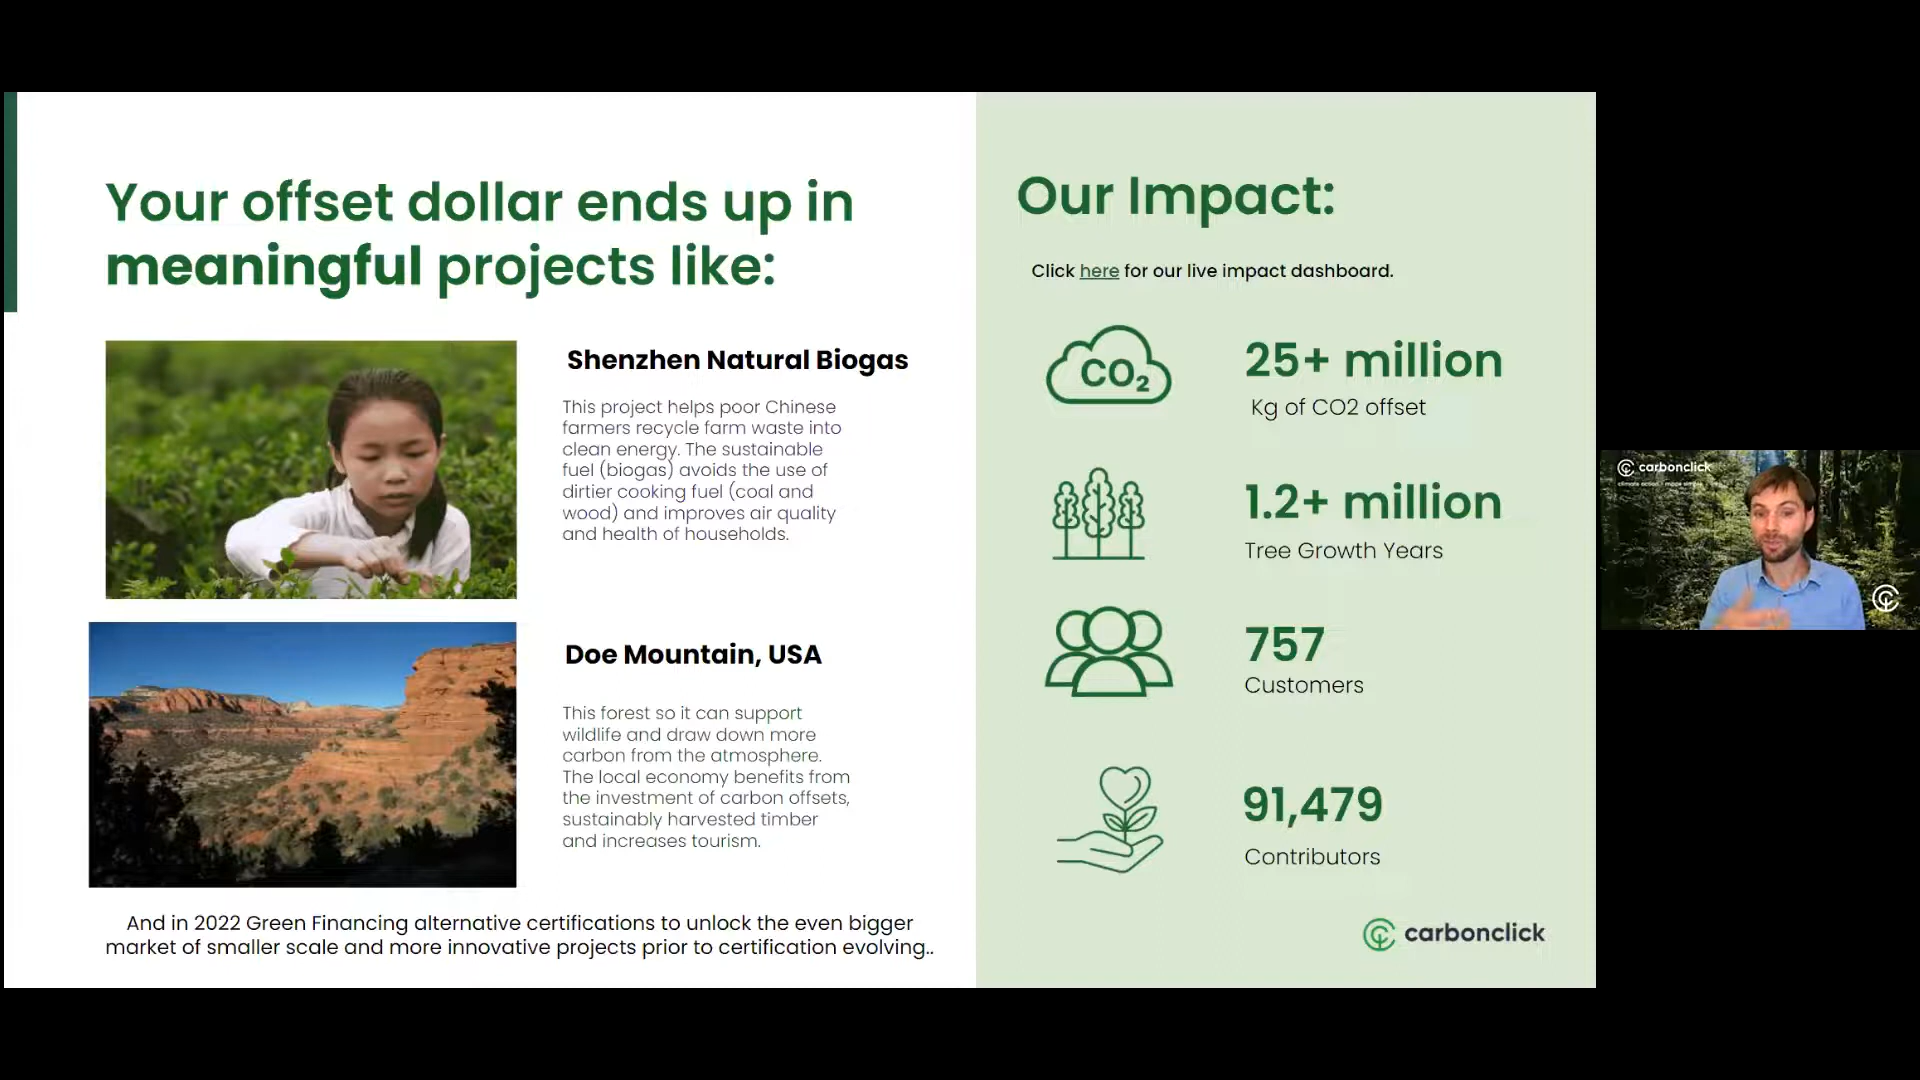 Your offset dollar ends up in
meaningful projects like:
Shenzhen Natural Biogas
This project helps poor Chinese
farmers recycle farm waste into
clean energy. The sustainable
fuel (biogas) avoids the use of
dirtier cooking fuel (coal and
wood) and improves air quality
and health of households.
Doe Mountain, USA
This forest so it can support
wildlife and draw down more
carbon from the atmosphere.
The local economy benefits from
the investment of carbon offsets,
sustainably harvested timber
and increases tourism.
And in 2022 Green Financing alternative certifications to unlock the even bigger
market of smaller scale and more innovative projects prior to certification evolving..
Our Impact:
Click here for our live impact dashboard.
CO2
25+ million
Kg of CO2 offset
1.2+ million
Tree Growth Years
757
Customers
91,479
Contributors
carbonclick
carbonclick